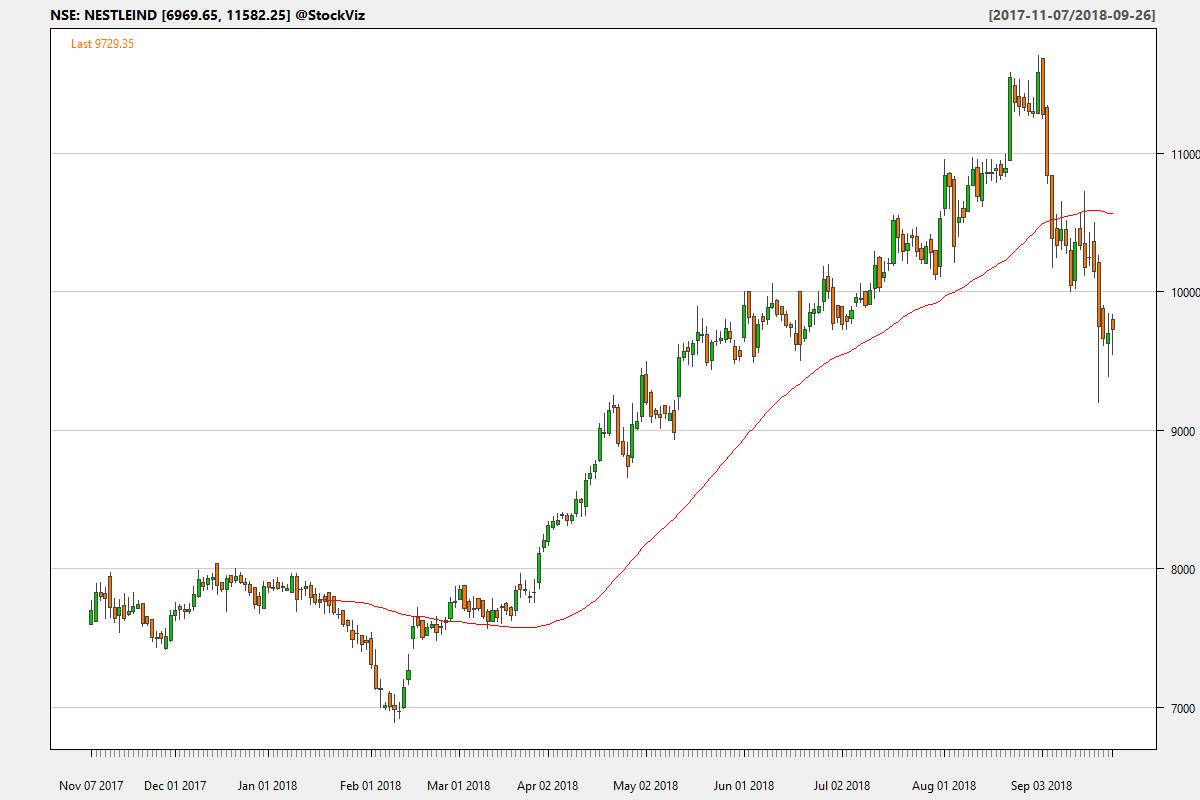 NSE: NESTLEIND [6969.65, 11582.25] @StockViz
[2017-11-07/2018-09-26]
Last 9729.35
11000
10000
9000
8000
7000
Nov 07 2017 Dec 01 2017 Jan 01 2018 Feb 01 2018 Mar 01 2018 Apr 02 2018 May 02 2018 Jun 01 2018 Jul 02 2018 Aug 01 2018 Sep 03 2018